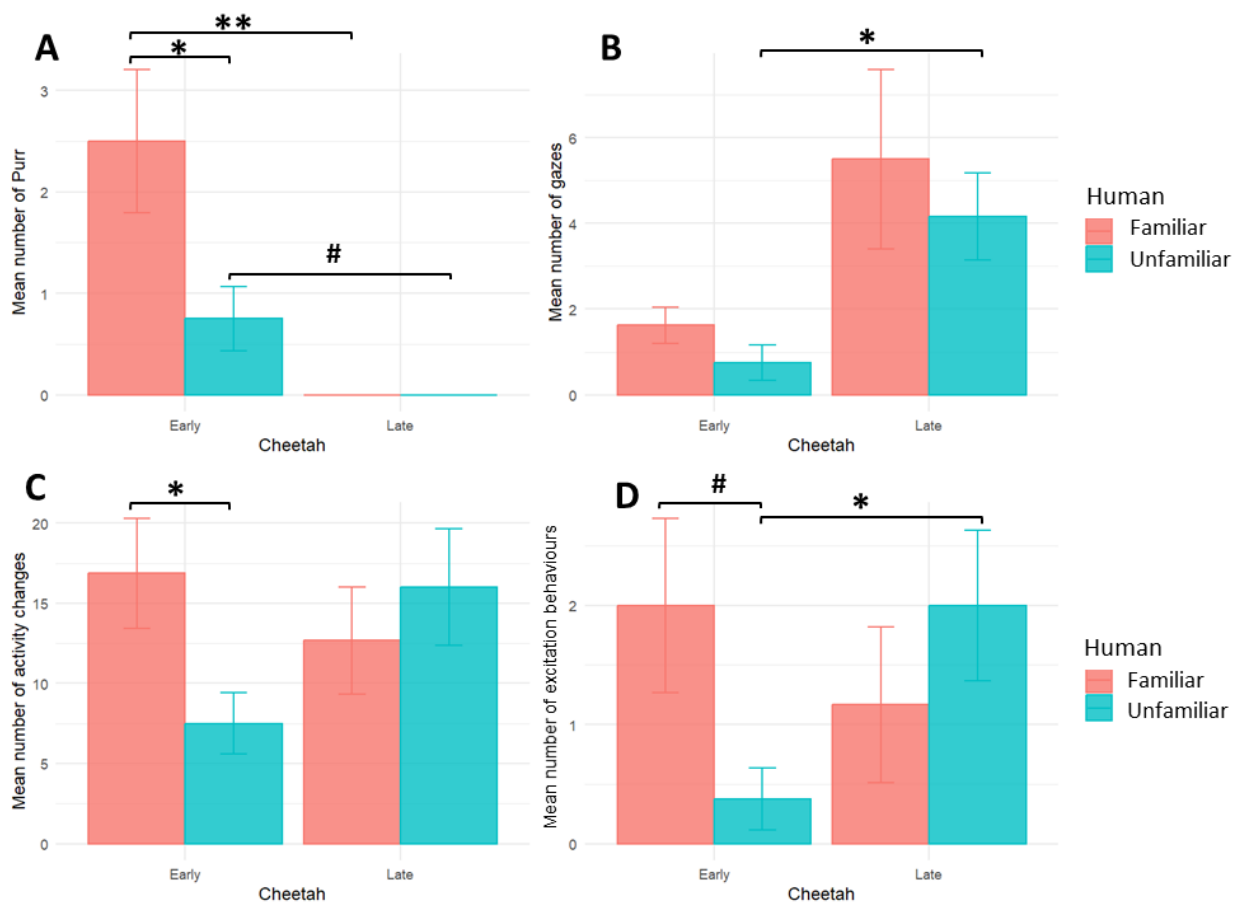 A
**
*
#
3
2
1
0
Mean number of Purr
Early
Late
Cheetah
B
*
6
4
2
0
Mean number of gazes
Early
Late
Cheetah
Human
Familiar
Unfamiliar
C
*
20
15
10
5
0
Mean number of activity changes
Early
Late
Cheetah
D
#
*
2
1
0
Mean number of excitation behaviours
Early
Late
Cheetah
Human
Familiar
Unfamiliar